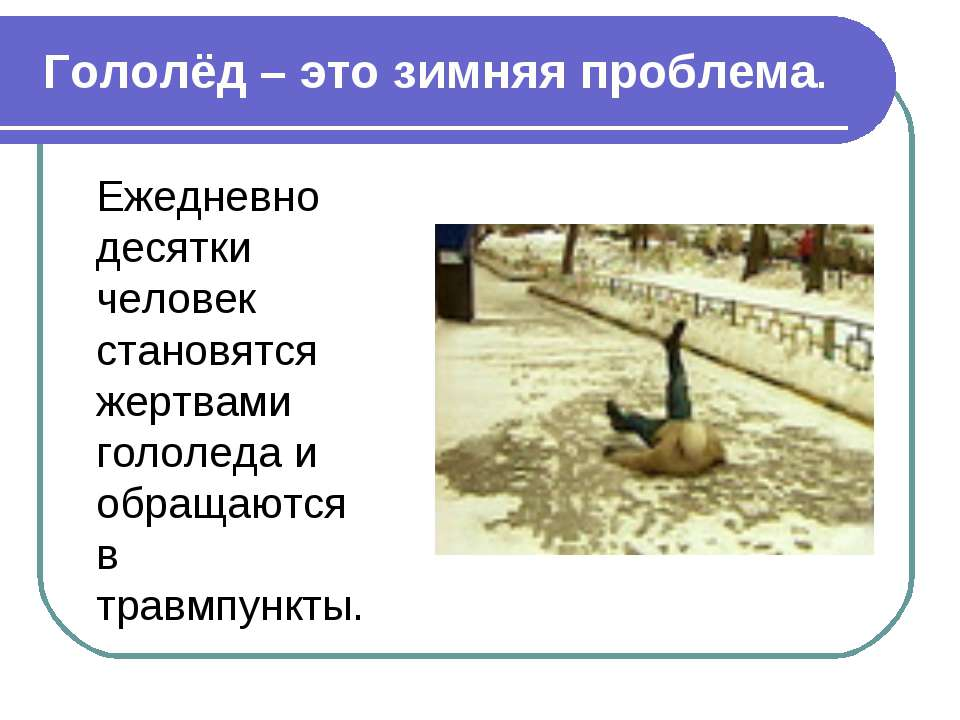 Гололёд – это зимняя проблема.
Ежедневно
десятки
человек
становятся
жертвами
гололеда и
обращаются
в
травмпункты.